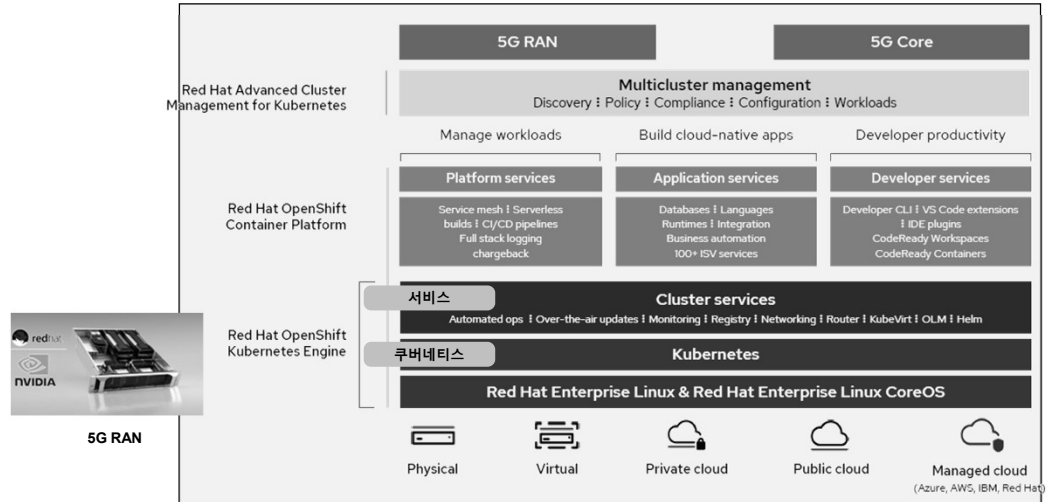 5G RAN
5G Core
Red Hat Advanced Cluster
Management for Kubernetes
Multicluster management
Discovery ⁞ Policy ⁞ Compliance ⁞ Configuration ⁞ Workloads
Manage workloads
Build cloud-native apps
Developer productivity
Red Hat OpenShift
Container Platform
Platform services
Service mesh ⁞ Serverless
builds ⁞ CI/CD pipelines
Full stack logging
chargeback
Application services
Databases ⁞ Languages
Runtimes ⁞ Integration
Business automation
100+ ISV services
Developer services
Developer CLI ⁞ VS Code extensions
⁞ IDE plugins
CodeReady Workspaces
CodeReady Containers
Red Hat OpenShift
Kubernetes Engine
서비스
Cluster services
Automated ops ⁞ Over-the-air updates ⁞ Monitoring ⁞ Registry ⁞ Networking ⁞ Router ⁞ KubeVirt ⁞ OLM ⁞ Helm
쿠버네티스
Kubernetes
Red Hat Enterprise Linux & Red Hat Enterprise Linux CoreOS
redhat
NVIDIA
5G RAN
Physical
Virtual
Private cloud
Public cloud
Managed cloud
(Azure, AWS, IBM, Red Hat)